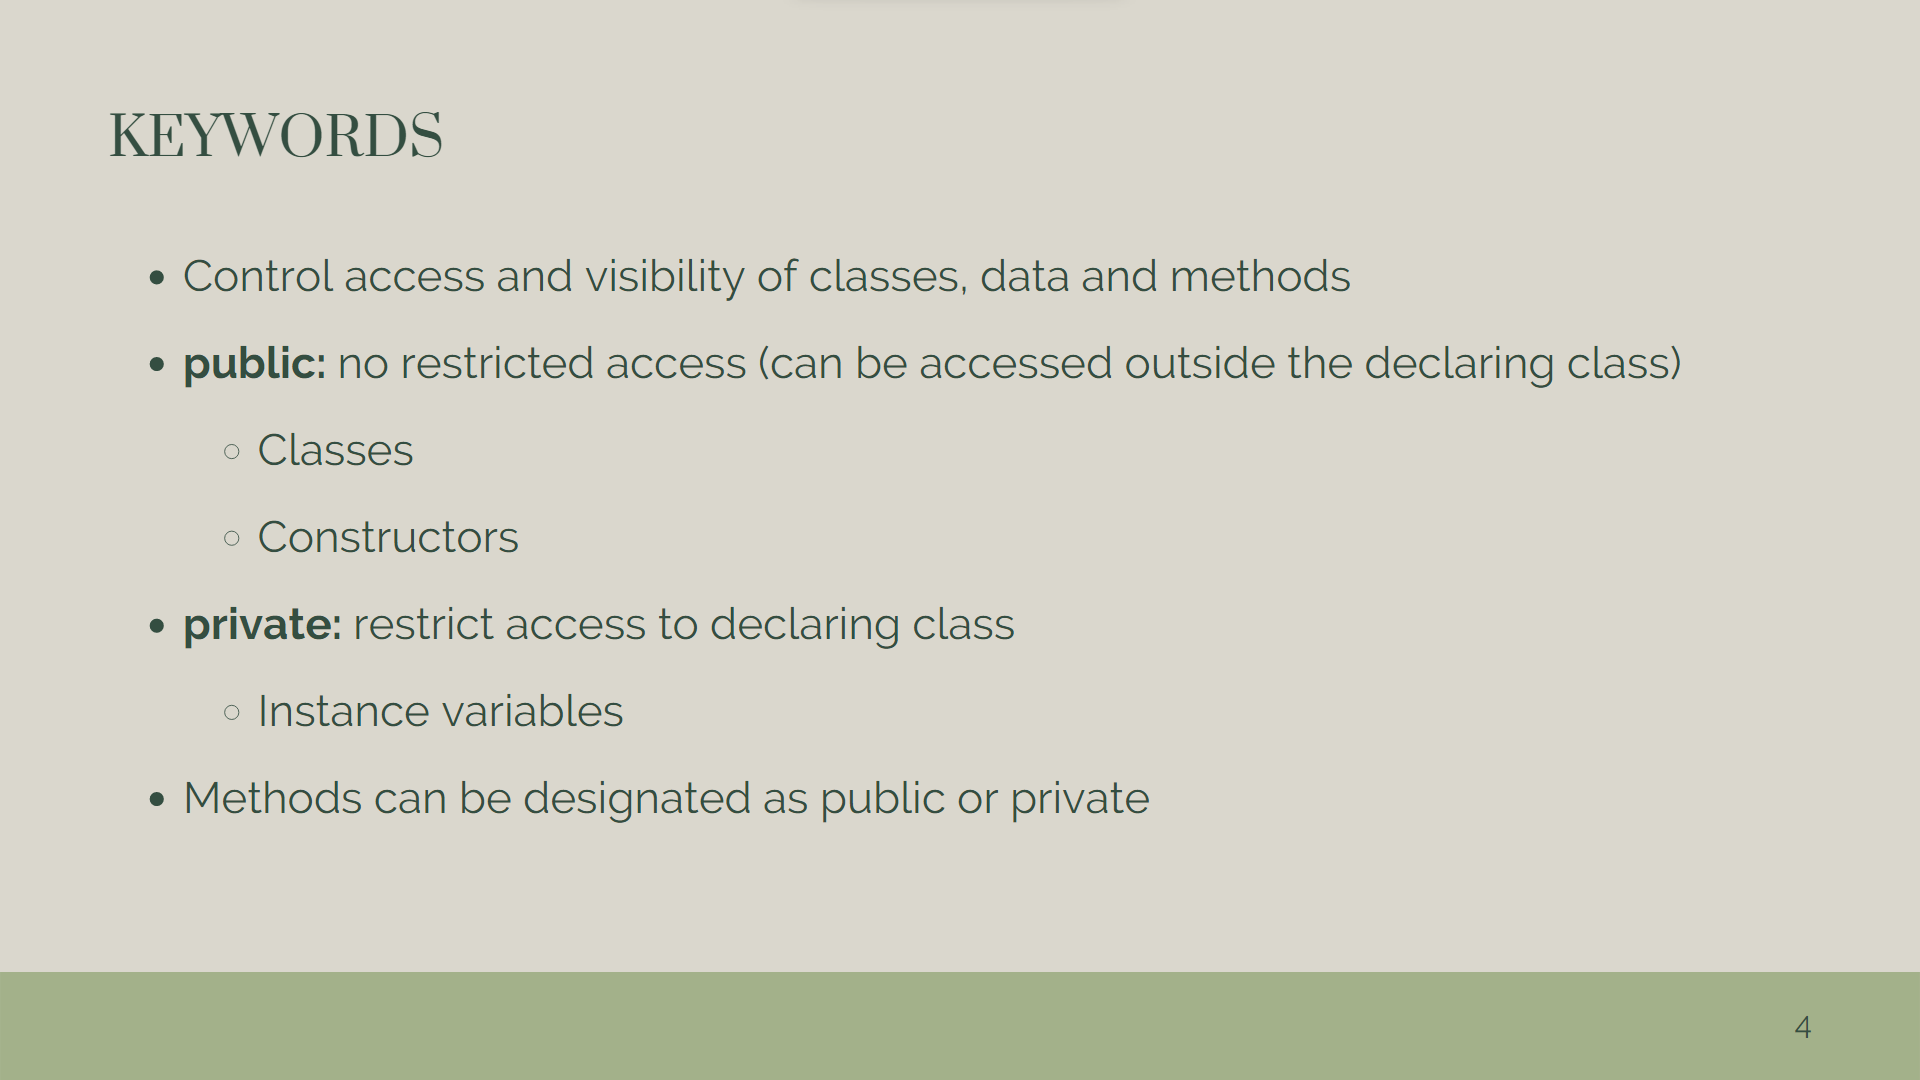 KEYWORDS
• Control access and visibility of classes, data and methods
• public: no restricted access (can be accessed outside the declaring class)
○ Classes
○ Constructors
• private: restrict access to declaring class
○ Instance variables
• Methods can be designated as public or private
4